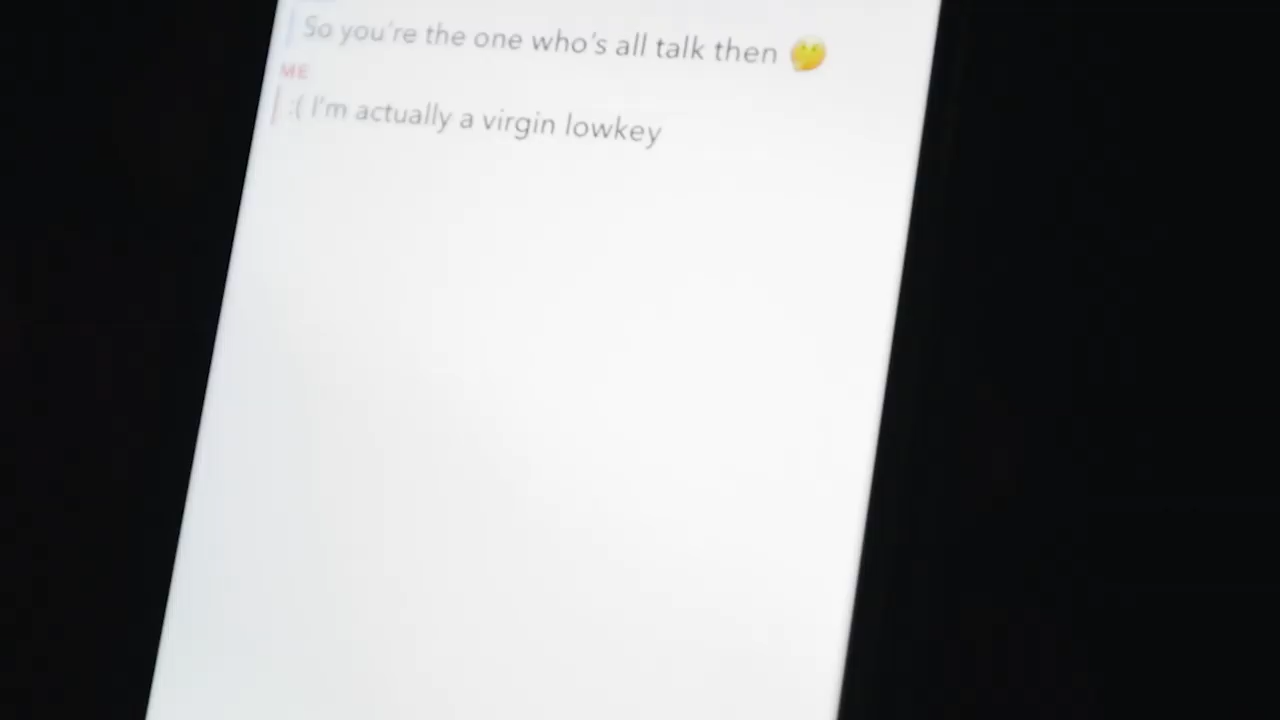 So you're the one who's all talk then 🤭
ME
:( I'm actually a virgin lowkey